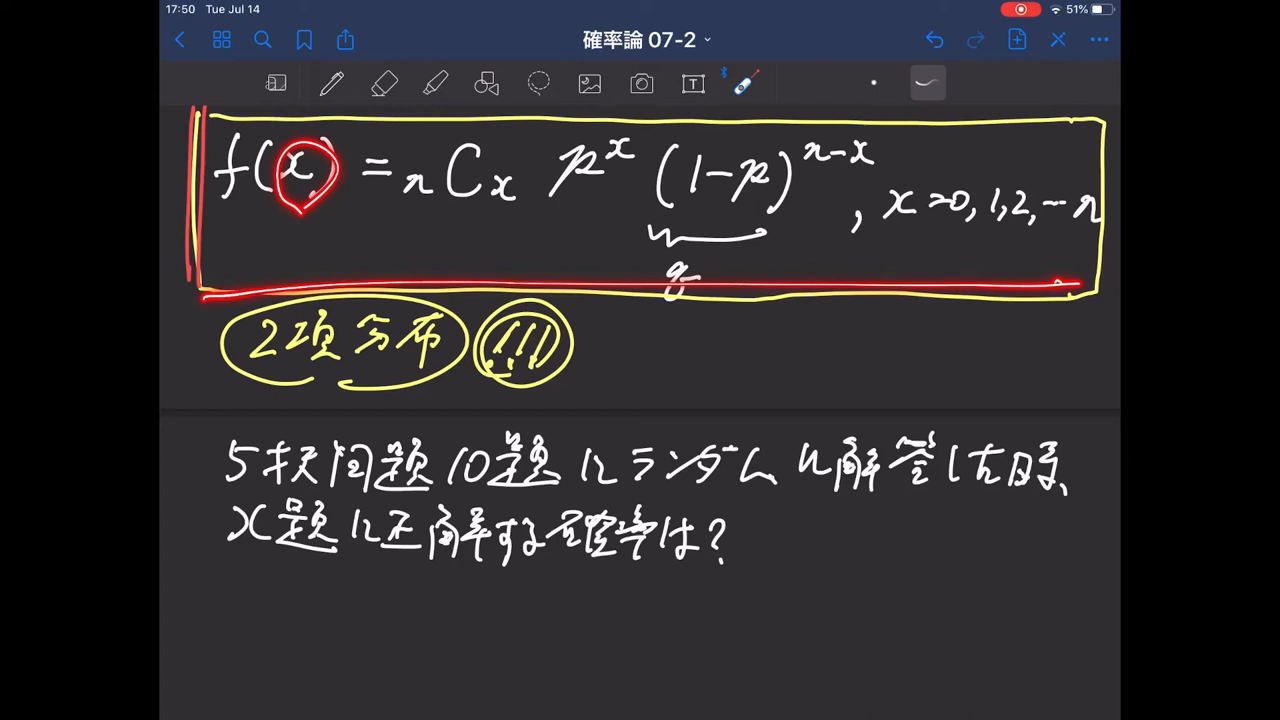 17:50 Tue Jul 14 51%
確率論 07-2
f(x) = nCx p^x (1-p)^n-x, x=0,1,2,…n
q
2項分布 !!!
5択問題10題にランダムに解答した時、
x題に正解する確率は?